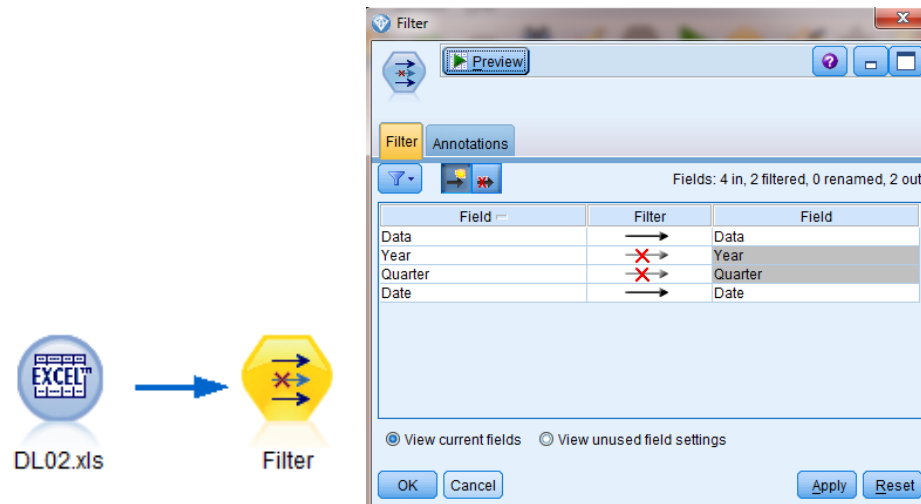 Filter
Preview
Filter Annotations
Fields: 4 in, 2 filtered, 0 renamed, 2 out
Field Filter Field
Data Data
Year Year
Quarter Quarter
Date Date
View current fields View unused field settings
OK Cancel Apply Reset
EXCEL™
DL02.xls Filter